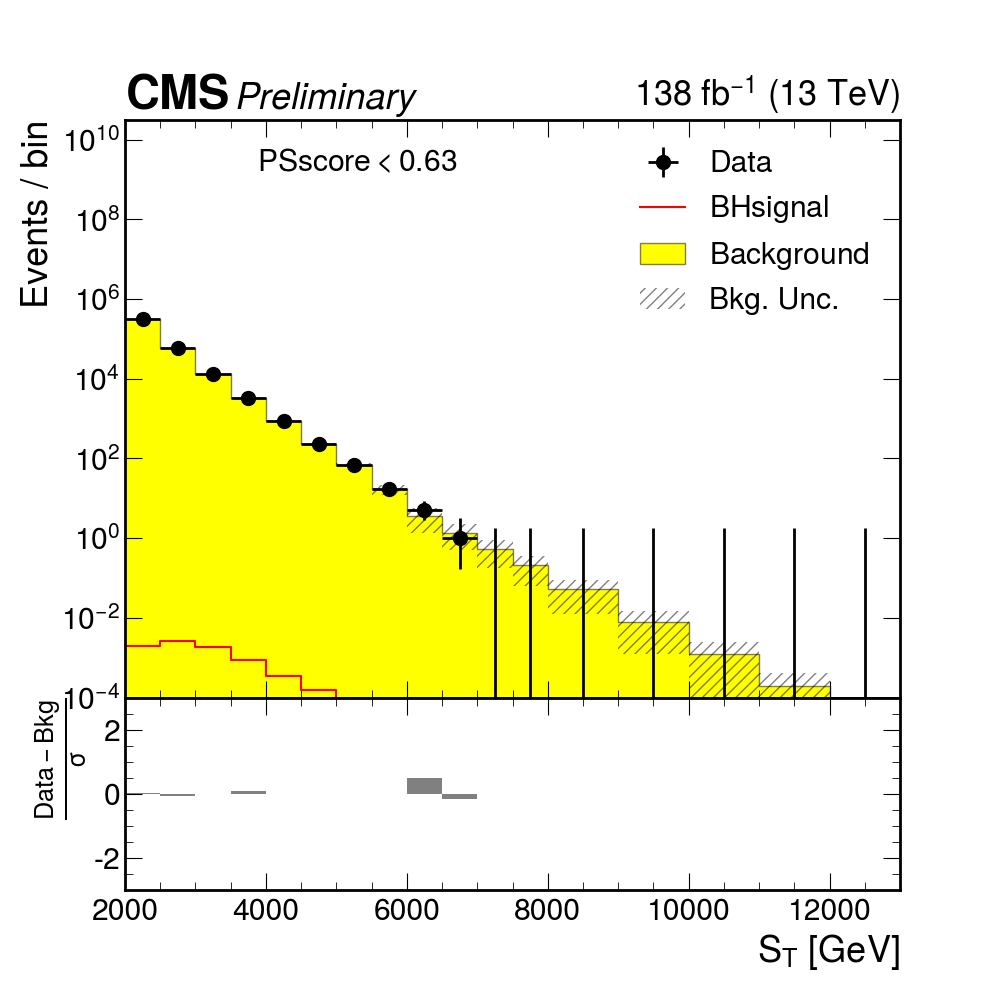 CMS Preliminary 138 fb⁻¹ (13 TeV)
Events / bin
10¹⁰
10⁸
10⁶
10⁴
10²
10⁰
10⁻²
10⁻⁴
PSscore < 0.63
Data
BHsignal
Background
Bkg. Unc.
Data – Bkg
σ
2
0
-2
2000 4000 6000 8000 10000 12000
S_T [GeV]